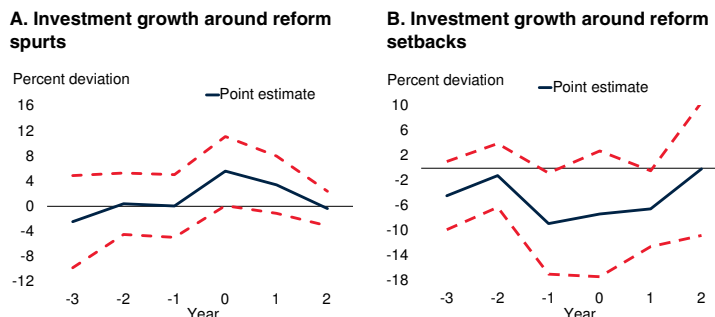 A. Investment growth around reform
spurts
Percent deviation
Point estimate
16
12
8
4
0
-4
-8
-12
-3 -2 -1 0 1 2
Year
B. Investment growth around reform
setbacks
Percent deviation
Point estimate
10
6
2
-2
-6
-10
-14
-18
-3 -2 -1 0 1 2
Year